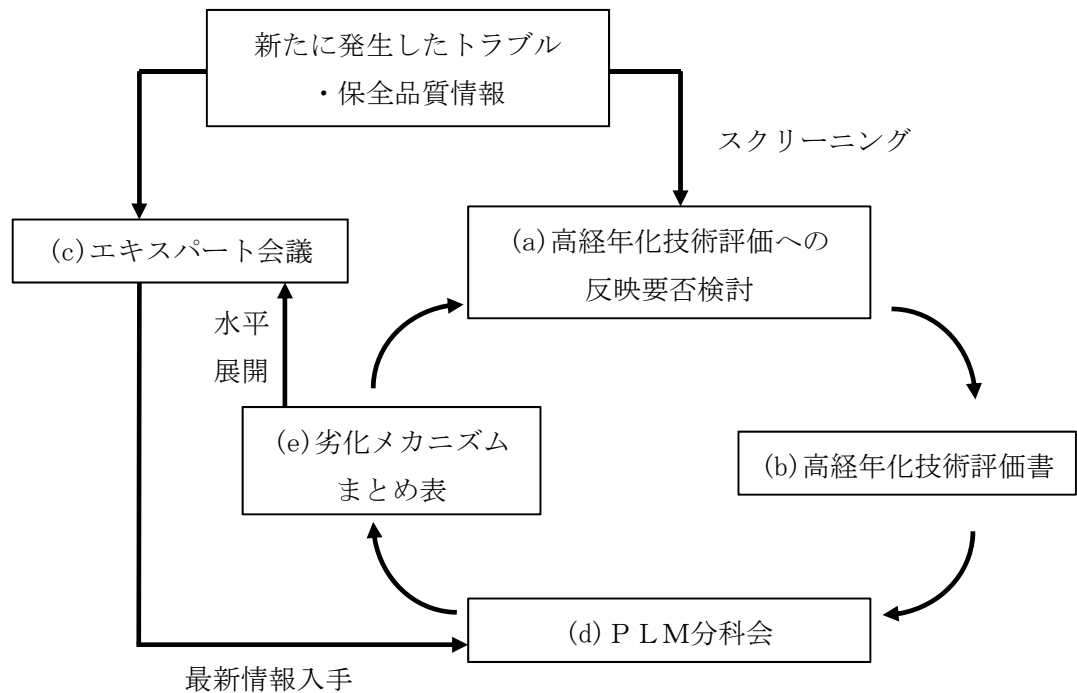 新たに発生したトラブル
・保全品質情報
スクリーニング
(c)エキスパート会議
(a)高経年化技術評価への
反映要否検討
水平
展開
(e)劣化メカニズム
まとめ表
(b)高経年化技術評価書
(d)ＰＬＭ分科会
最新情報入手